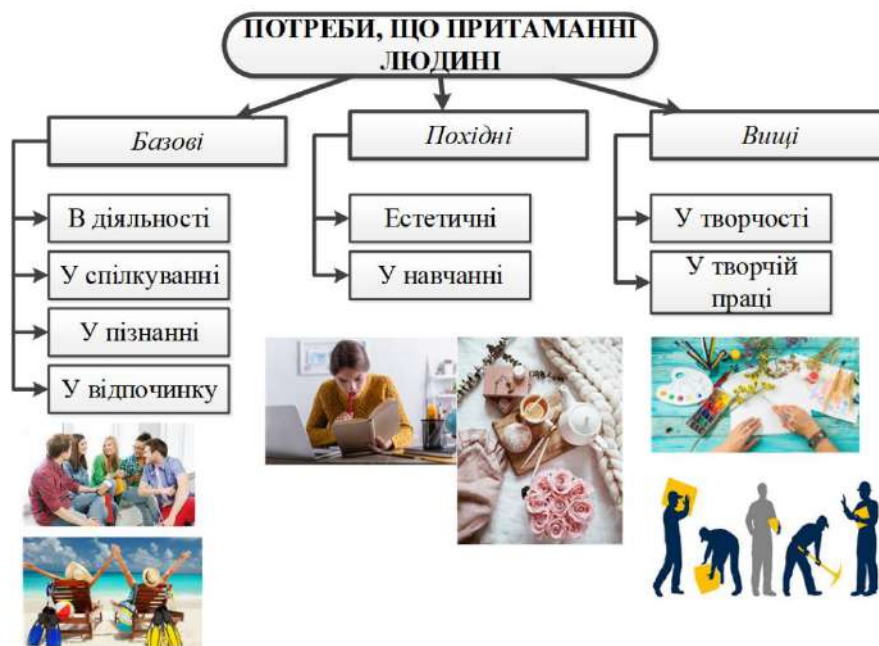 ПОТРЕБИ, ЩО ПРИТАМАННІ
ЛЮДИНІ
Базові
В діяльності
У спілкуванні
У пізнанні
У відпочинку
Похідні
Естетичні
У навчанні
Вищі
У творчості
У творчій
праці